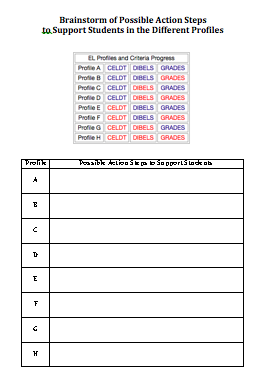 Brainstorm of Possible Action Steps
to Support Students in the Different Profiles
EL Profiles and Criteria Progress
Profile A CELDT DIBELS GRADES
Profile B CELDT DIBELS GRADES
Profile C CELDT DIBELS GRADES
Profile D CELDT DIBELS GRADES
Profile E CELDT DIBELS GRADES
Profile F CELDT DIBELS GRADES
Profile G CELDT DIBELS GRADES
Profile H CELDT DIBELS GRADES
Profile Possible Action Steps to Support Students
A
B
C
D
E
F
G
H